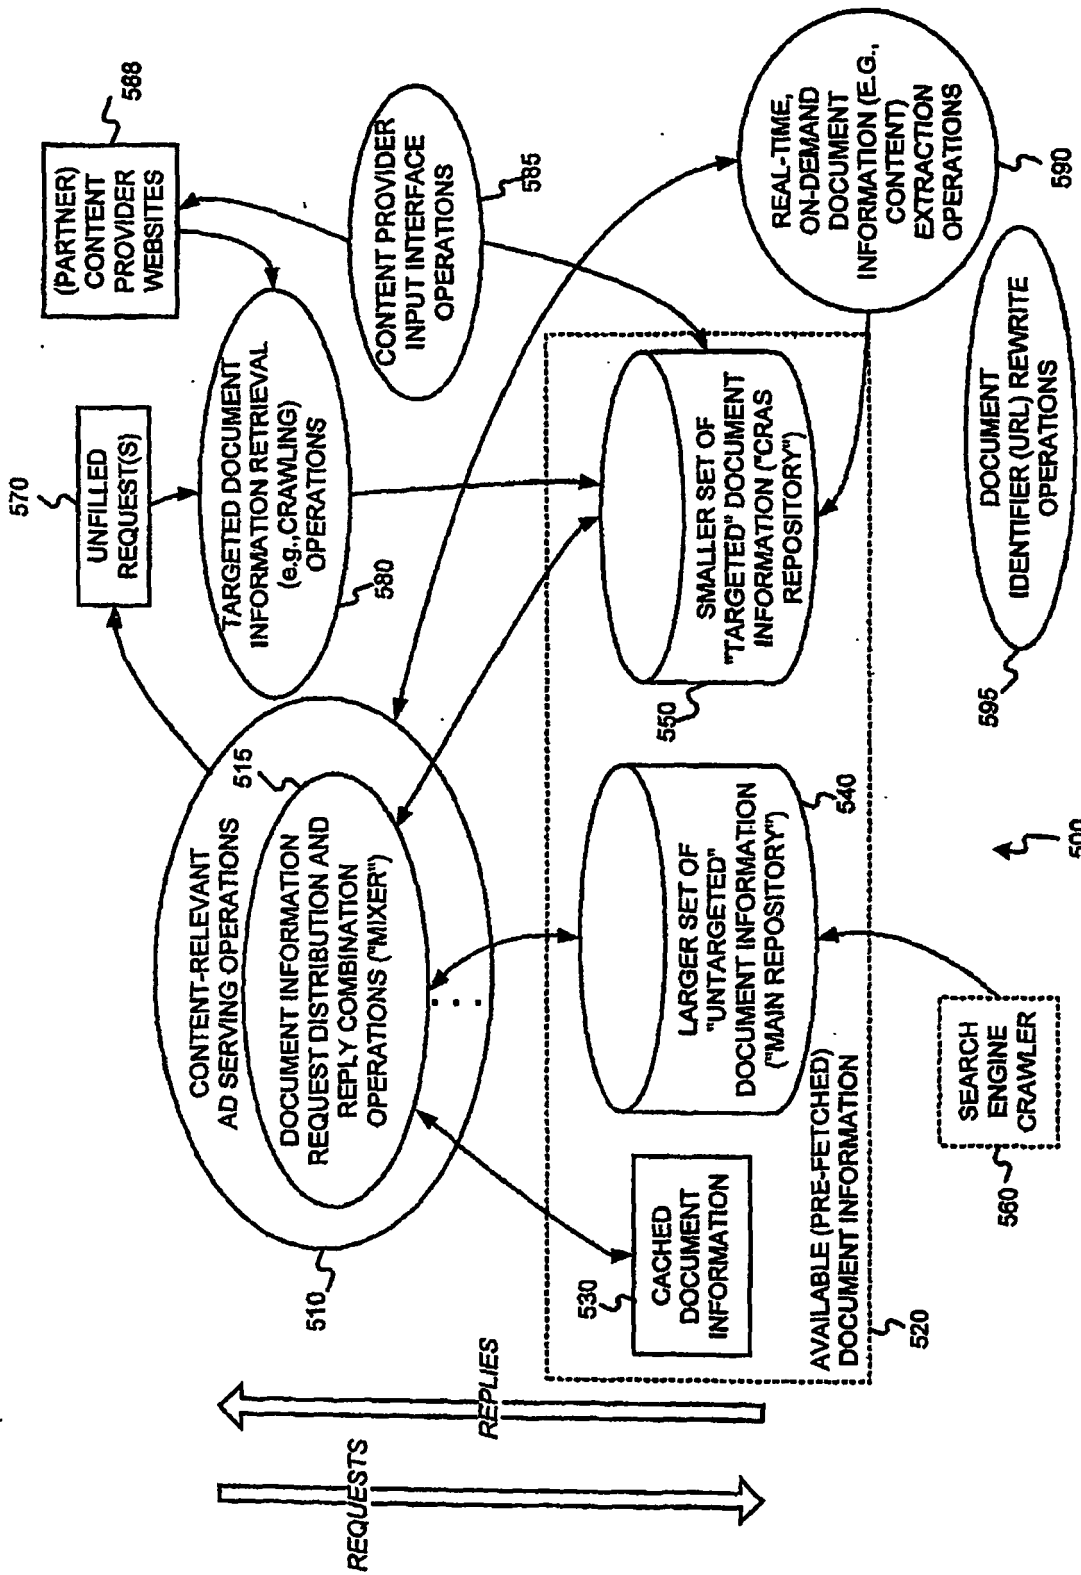 REQUESTS
REPLIES
510
CONTENT-RELEVANT
AD SERVING OPERATIONS
515
DOCUMENT INFORMATION
REQUEST DISTRIBUTION AND
REPLY COMBINATION
OPERATIONS ("MIXER")
. . .
570
UNFILLED
REQUEST(S)
588
(PARTNER)
CONTENT
PROVIDER
WEBSITES
TARGETED DOCUMENT
INFORMATION RETRIEVAL
(e.g.,CRAWLING)
OPERATIONS
580
CONTENT PROVIDER
INPUT INTERFACE
OPERATIONS
585
530
CACHED
DOCUMENT
INFORMATION
LARGER SET OF
"UNTARGETED"
DOCUMENT INFORMATION
("MAIN REPOSITORY")
540
550
SMALLER SET OF
"TARGETED" DOCUMENT
INFORMATION ("CRAS
REPOSITORY")
REAL-TIME,
ON-DEMAND
DOCUMENT
INFORMATION (E.G.,
CONTENT)
EXTRACTION
OPERATIONS
590
AVAILABLE (PRE-FETCHED)
DOCUMENT INFORMATION
520
560
SEARCH
ENGINE
CRAWLER
500
595
DOCUMENT
IDENTIFIER (URL) REWRITE
OPERATIONS